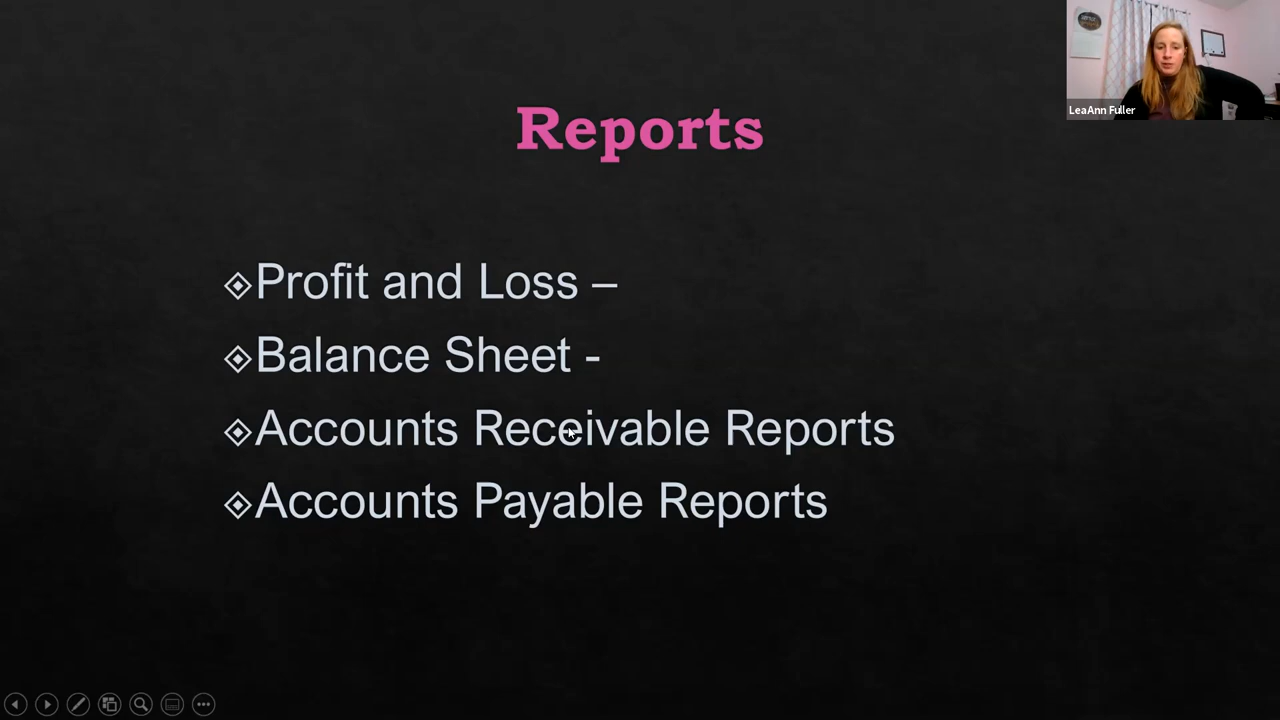 Reports
LeaAnn Fuller
Profit and Loss –
Balance Sheet -
Accounts Receivable Reports
Accounts Payable Reports